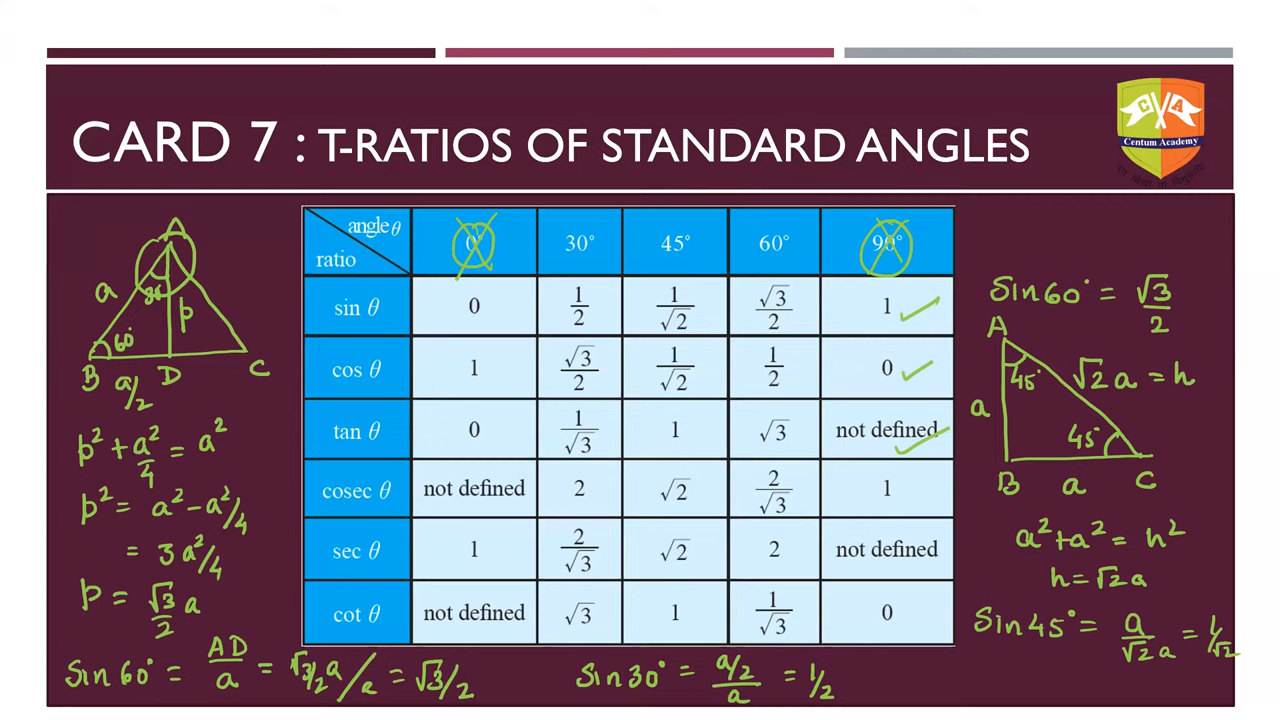 CARD 7 : T-RATIOS OF STANDARD ANGLES
C A
Centum Academy
angle θ
ratio
0° 30° 45° 60° 90°
sin θ 0 1/2 1/√2 √3/2 1
cos θ 1 √3/2 1/√2 1/2 0
tan θ 0 1/√3 1 √3 not defined
cosec θ not defined 2 √2 2/√3 1
sec θ 1 2/√3 √2 2 not defined
cot θ not defined √3 1 1/√3 0
A
a 30° p
60°
B a/2 D C
p² + a²/4 = a²
p² = a² - a²/4
= 3a²/4
p = √3/2 a
Sin 60° = AD/a = √3/2 a/a = √3/2
Sin 30° = a/2/a = 1/2
Sin 60° = √3/2
A
45° √2 a = h
a
45°
B a C
a² + a² = h²
h = √2 a
Sin 45° = a/√2 a = 1/√2